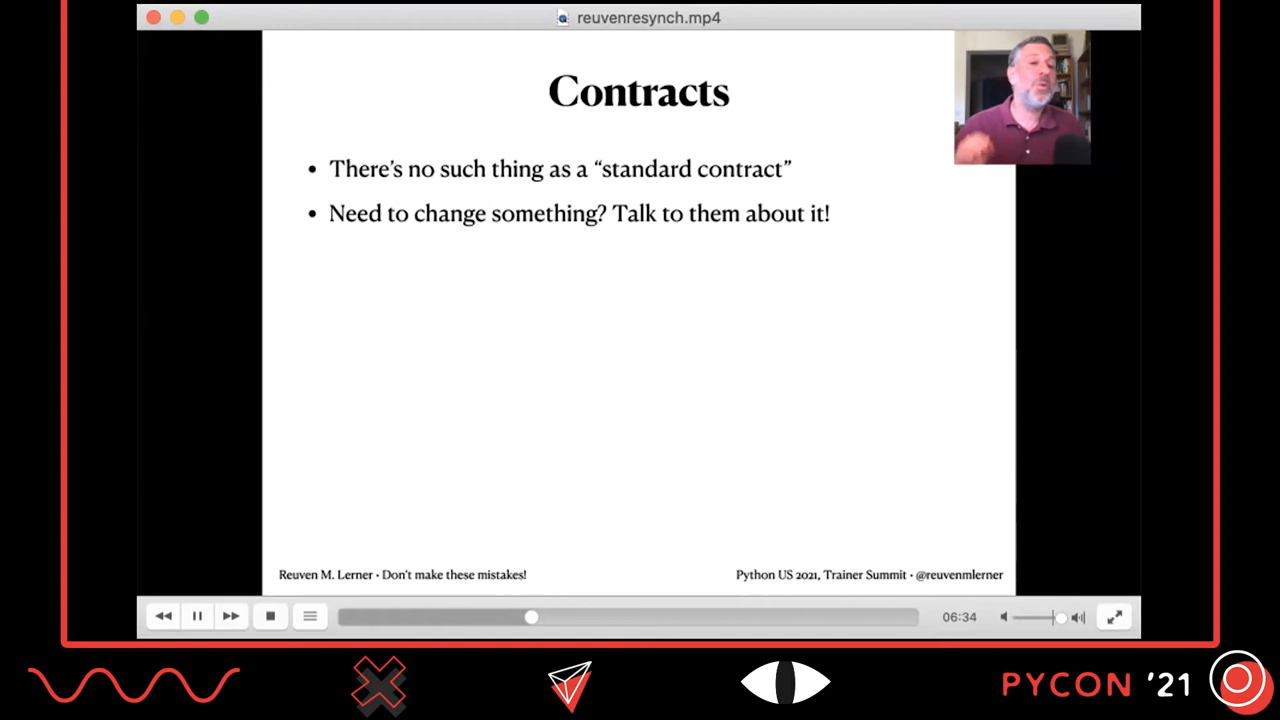 reuvenresynch.mp4
Contracts
• There's no such thing as a “standard contract”
• Need to change something? Talk to them about it!
Reuven M. Lerner • Don't make these mistakes!
Python US 2021, Trainer Summit • @reuvenmlerner
06:34
PYCON '21